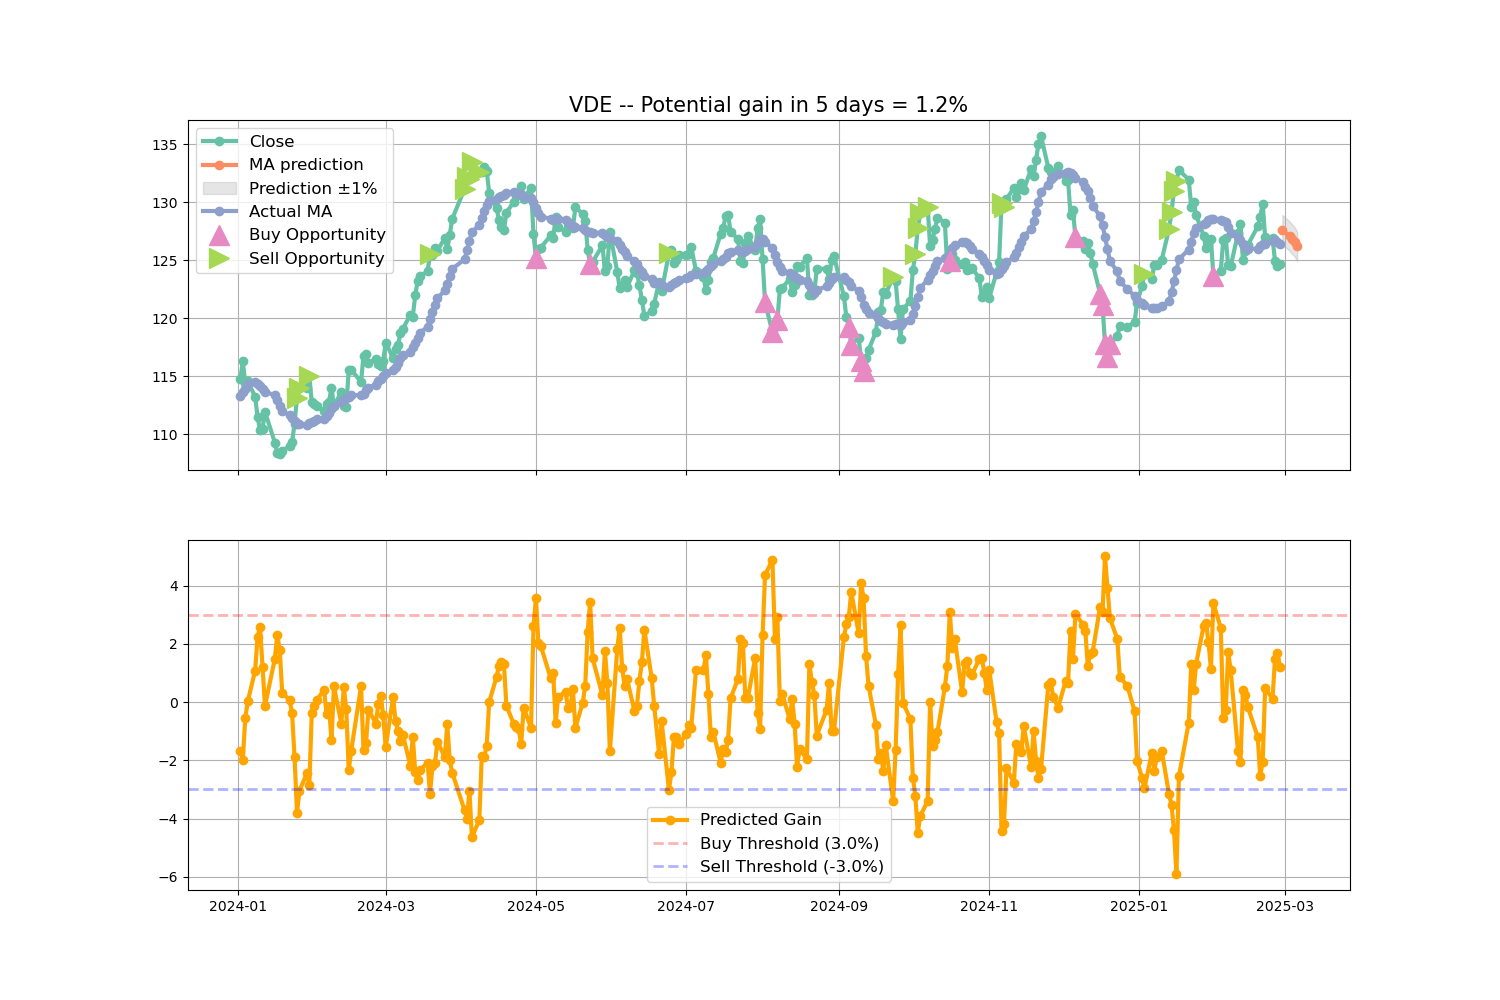 VDE -- Potential gain in 5 days = 1.2%
Close
MA prediction
Prediction ±1%
Actual MA
Buy Opportunity
Sell Opportunity
135
130
125
120
115
110
4
2
0
−2
−4
−6
Predicted Gain
Buy Threshold (3.0%)
Sell Threshold (-3.0%)
2024-01 2024-03 2024-05 2024-07 2024-09 2024-11 2025-01 2025-03